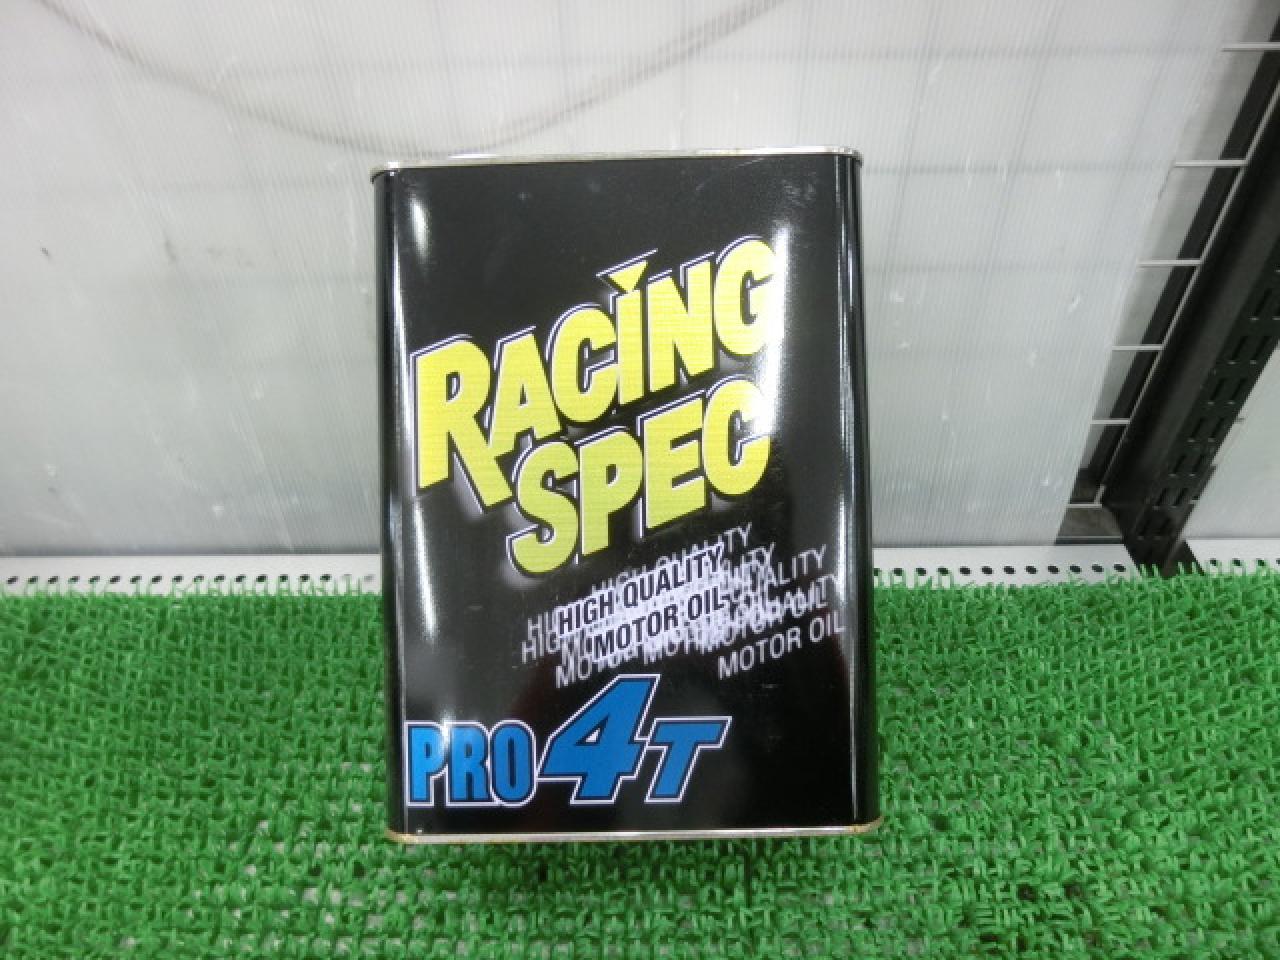 RACING
SPEC
HIGH QUALITY
MOTOR OIL
MOTOR OIL
PRO 4T